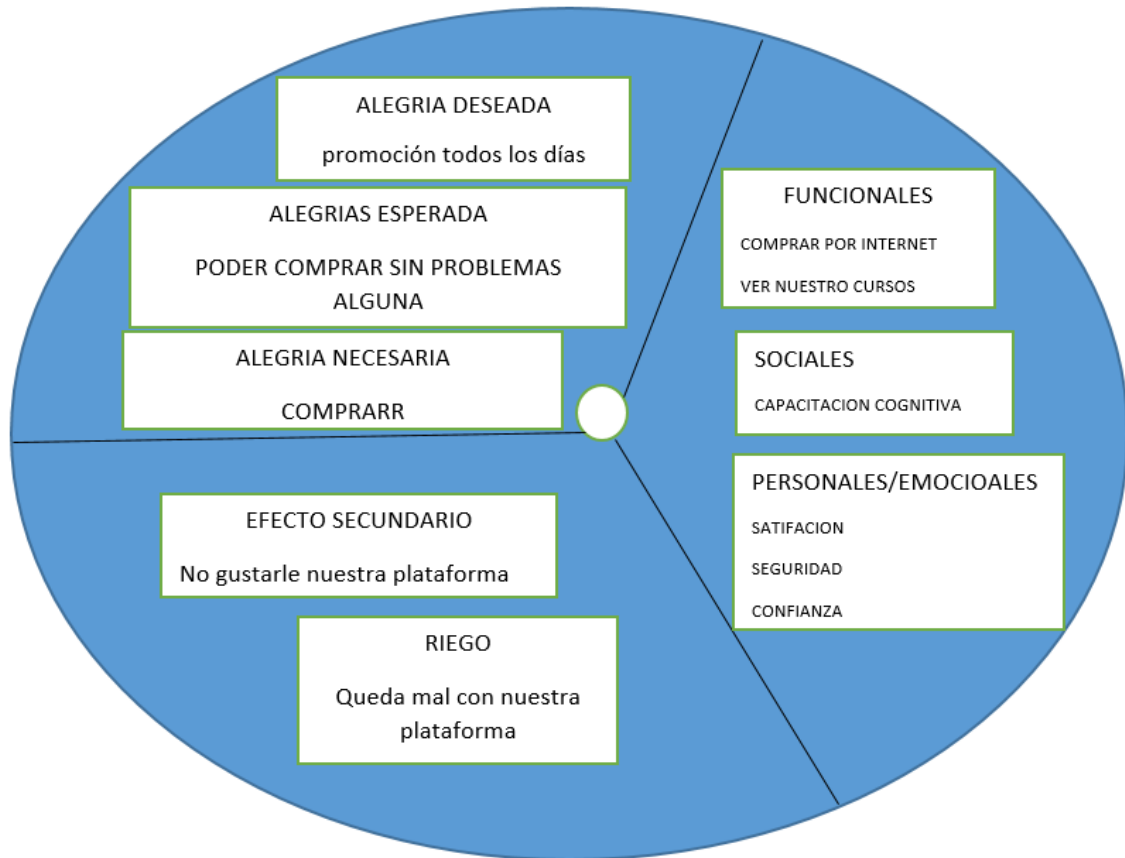 ALEGRIA DESEADA
promoción todos los días
ALEGRIAS ESPERADA
PODER COMPRAR SIN PROBLEMAS
ALGUNA
ALEGRIA NECESARIA
COMPRARR
FUNCIONALES
COMPRAR POR INTERNET
VER NUESTRO CURSOS
SOCIALES
CAPACITACION COGNITIVA
PERSONALES/EMOCIOALES
SATIFACION
SEGURIDAD
CONFIANZA
EFECTO SECUNDARIO
No gustarle nuestra plataforma
RIEGO
Queda mal con nuestra
plataforma